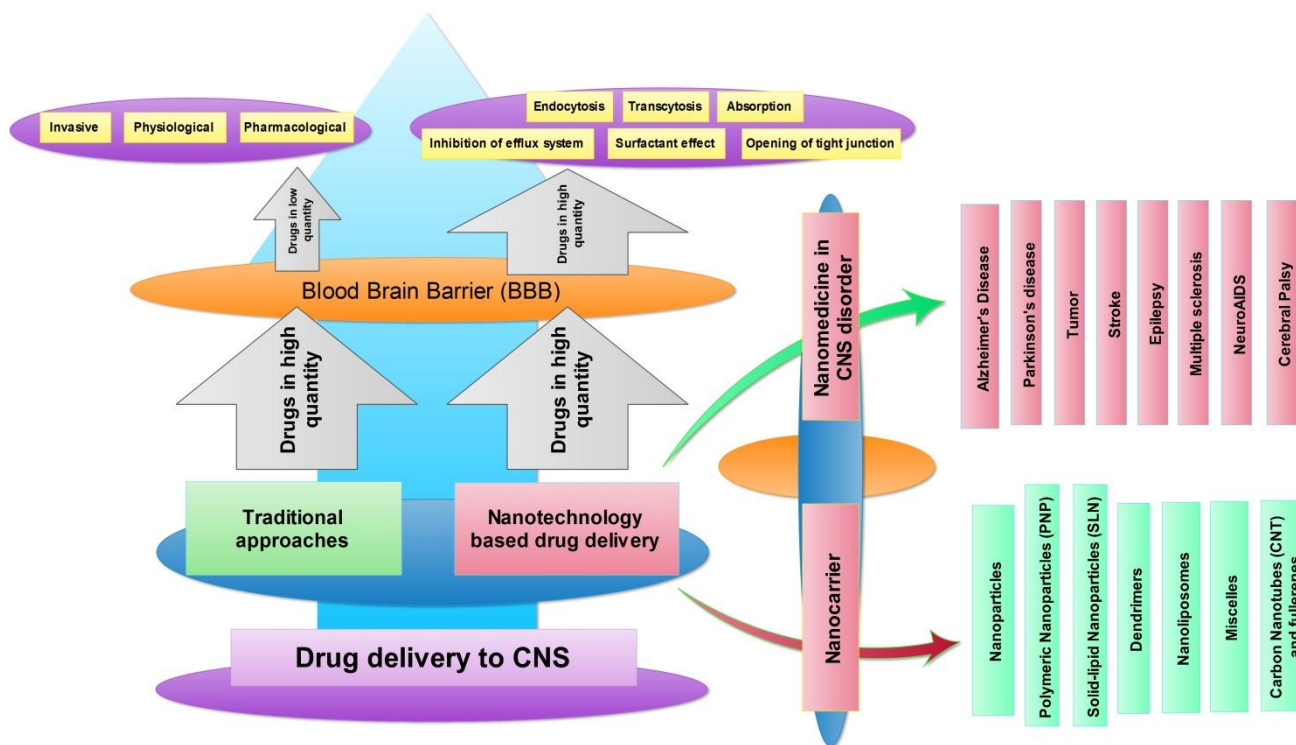 Endocytosis
Transcytosis
Absorption
Invasive
Physiological
Pharmacological
Inhibition of efflux system
Surfactant effect
Opening of tight junction
Drugs in low
quantity
Drugs in high
quantity
Blood Brain Barrier (BBB)
Drugs in high
quantity
Drugs in high
quantity
Traditional
approaches
Nanotechnology
based drug delivery
Drug delivery to CNS
Nanomedicine in
CNS disorder
Nanocarrier
Alzheimer's Disease
Parkinson's disease
Tumor
Stroke
Epilepsy
Multiple sclerosis
NeuroAIDS
Cerebral Palsy
Nanoparticles
Polymeric Nanoparticles (PNP)
Solid-lipid Nanoparticles (SLN)
Dendrimers
Nanoliposomes
Miscelles
Carbon Nanotubes (CNT)
and fullerenes